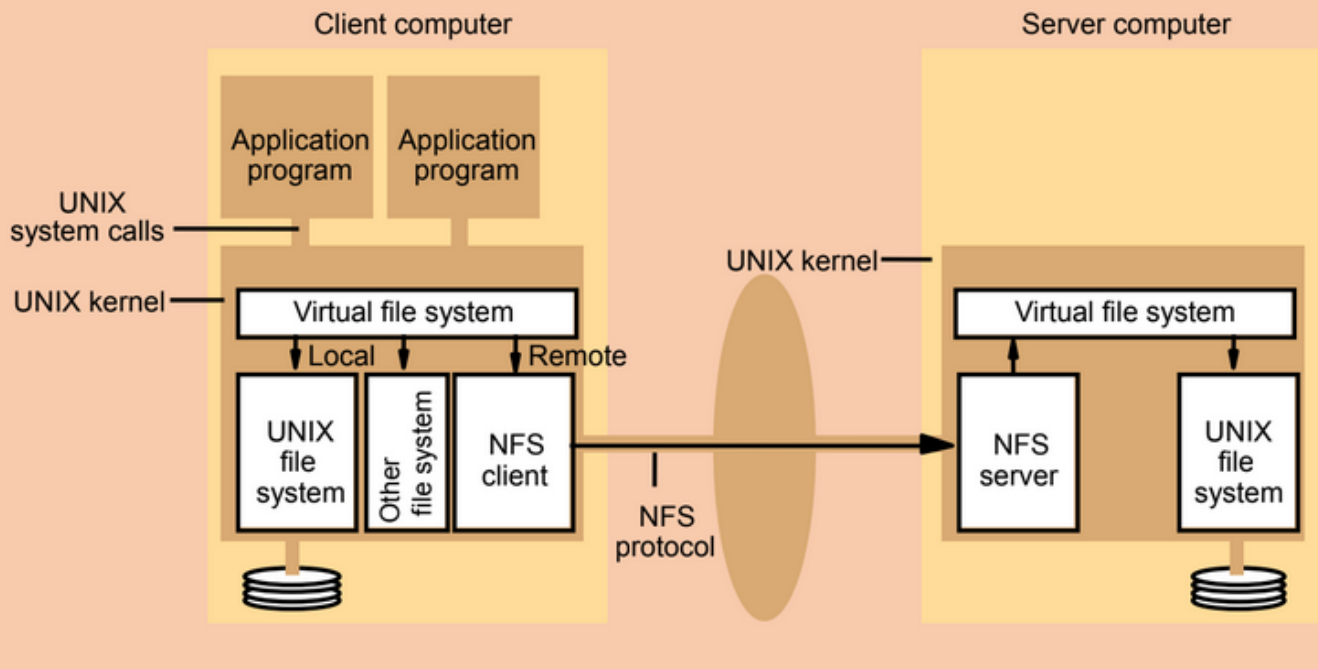 Client computer
Server computer
Application
program
Application
program
UNIX
system calls
UNIX kernel
Virtual file system
Local
Remote
UNIX
file
system
Other
file system
NFS
client
NFS
protocol
UNIX kernel
Virtual file system
NFS
server
UNIX
file
system